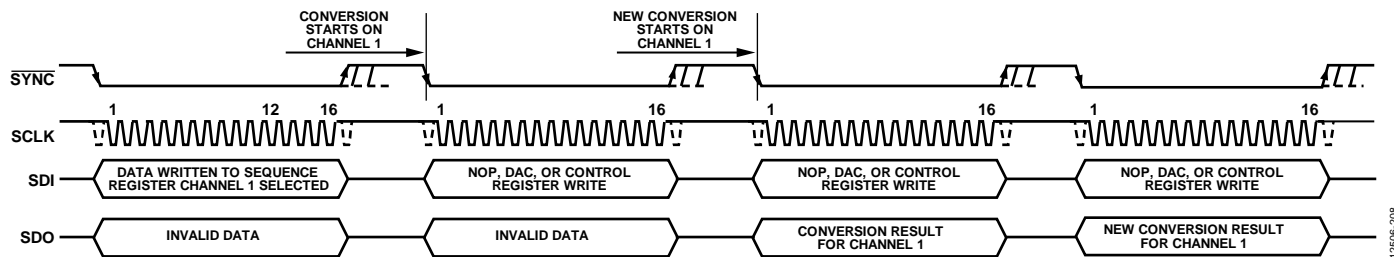 CONVERSION
STARTS ON
CHANNEL 1
NEW CONVERSION
STARTS ON
CHANNEL 1
SYNC
1 12 16 1 16 1 16 1 16
SCLK
SDI
DATA WRITTEN TO SEQUENCE
REGISTER CHANNEL 1 SELECTED
NOP, DAC, OR CONTROL
REGISTER WRITE
NOP, DAC, OR CONTROL
REGISTER WRITE
NOP, DAC, OR CONTROL
REGISTER WRITE
SDO
INVALID DATA
INVALID DATA
CONVERSION RESULT
FOR CHANNEL 1
NEW CONVERSION RESULT
FOR CHANNEL 1
12506-208